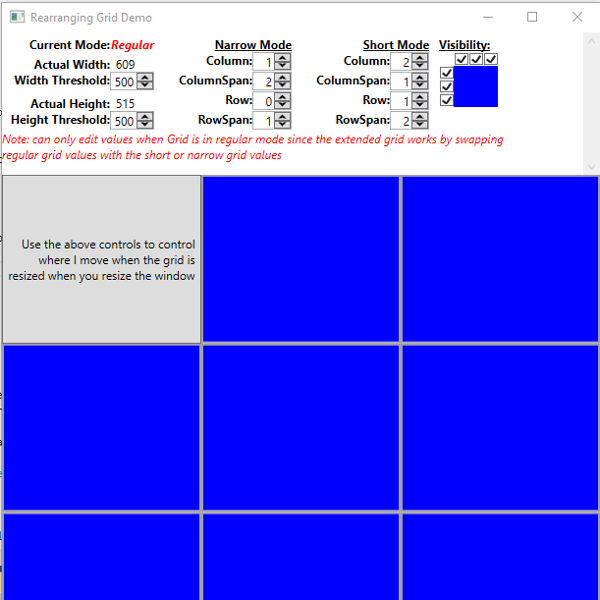 Rearranging Grid Demo
Current Mode: Regular
Narrow Mode
Short Mode
Visibility:
Actual Width: 609
Column: 1
Column: 2
Width Threshold: 500
ColumnSpan: 2
ColumnSpan: 1
Actual Height: 515
Row: 0
Row: 1
Height Threshold: 500
RowSpan: 1
RowSpan: 2
Note: can only edit values when Grid is in regular mode since the extended grid works by swapping
regular grid values with the short or narrow grid values
Use the above controls to control
where I move when the grid is
resized when you resize the window